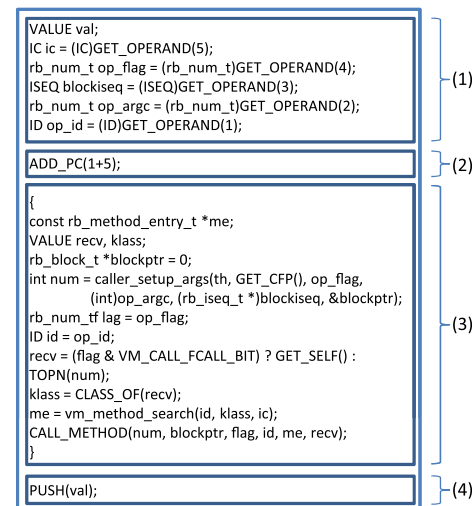 VALUE val;
IC ic = (IC)GET_OPERAND(5);
rb_num_t op_flag = (rb_num_t)GET_OPERAND(4);
ISEQ blockiseq = (ISEQ)GET_OPERAND(3);
rb_num_t op_argc = (rb_num_t)GET_OPERAND(2);
ID op_id = (ID)GET_OPERAND(1);
(1)
ADD_PC(1+5);
(2)
{
const rb_method_entry_t *me;
VALUE recv, klass;
rb_block_t *blockptr = 0;
int num = caller_setup_args(th, GET_CFP(), op_flag,
(int)op_argc, (rb_iseq_t *)blockiseq, &blockptr);
rb_num_tf lag = op_flag;
ID id = op_id;
recv = (flag & VM_CALL_FCALL_BIT) ? GET_SELF() :
TOPN(num);
klass = CLASS_OF(recv);
me = vm_method_search(id, klass, ic);
CALL_METHOD(num, blockptr, flag, id, me, recv);
}
(3)
PUSH(val);
(4)